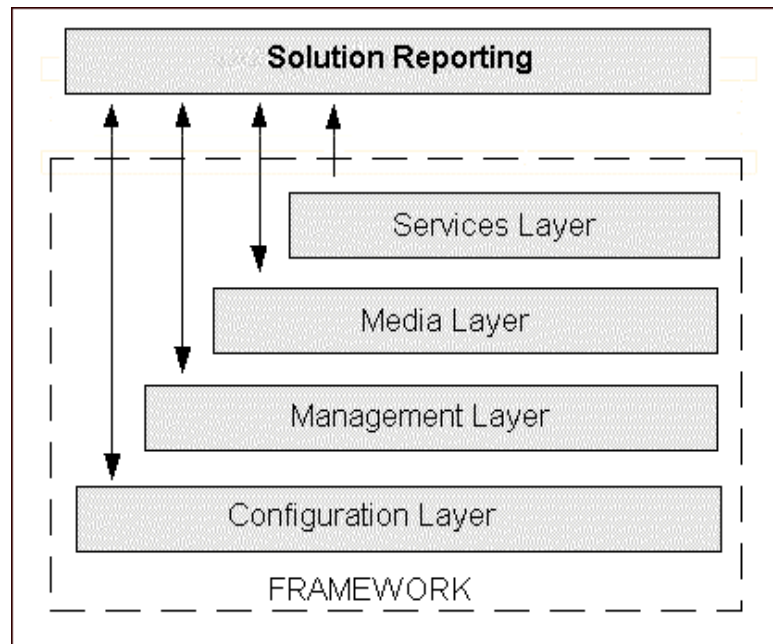 Solution Reporting
Services Layer
Media Layer
Management Layer
Configuration Layer
FRAMEWORK